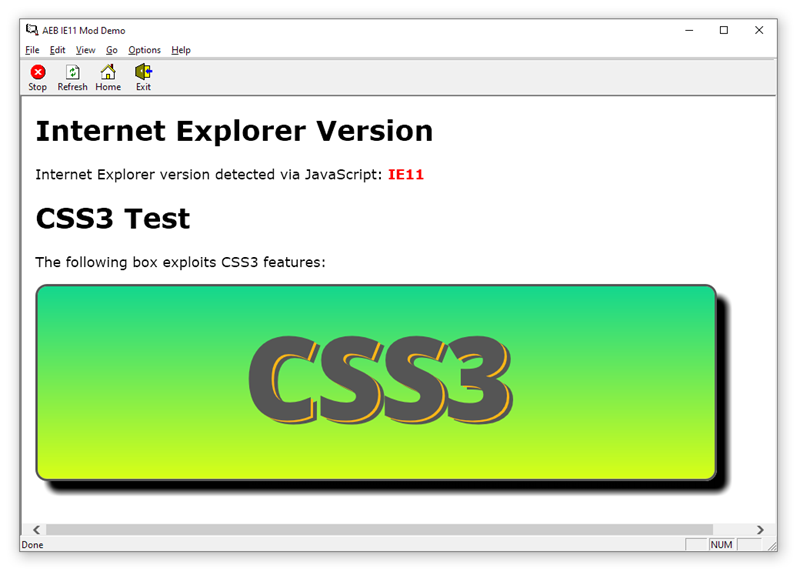 AEB IE11 Mod Demo
File Edit View Go Options Help
Stop Refresh Home Exit
Internet Explorer Version
Internet Explorer version detected via JavaScript: IE11
CSS3 Test
The following box exploits CSS3 features:
CSS3
Done NUM